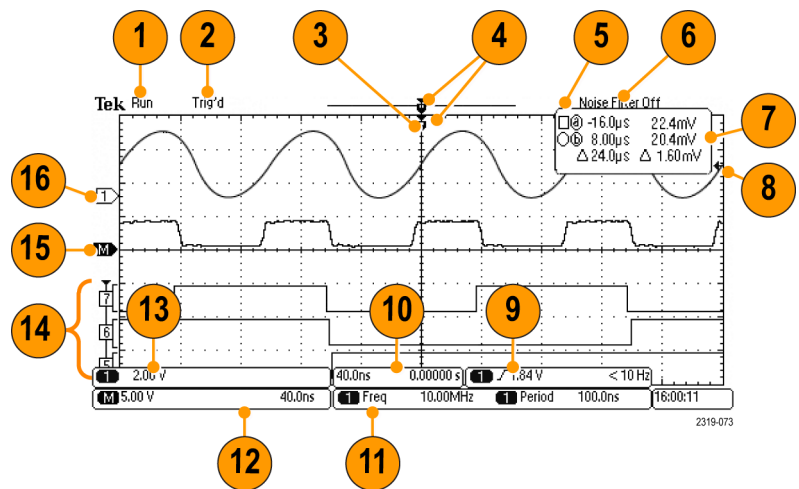 1 2 3 4 5 6
Tek Run Trig'd Noise Filter Off
a -16.0µs 22.4mV
b 8.00µs 20.4mV
Δ24.0µs Δ 1.60mV
7
8
16
1
15
M
14
7
6
5
13 10 9
1 2.00 V 40.0ns 0.00000 s 1 1.84 V < 10 Hz
M 5.00 V 40.0ns 1 Freq 10.00MHz 1 Period 100.0ns 16:00:11
2319-073
12 11